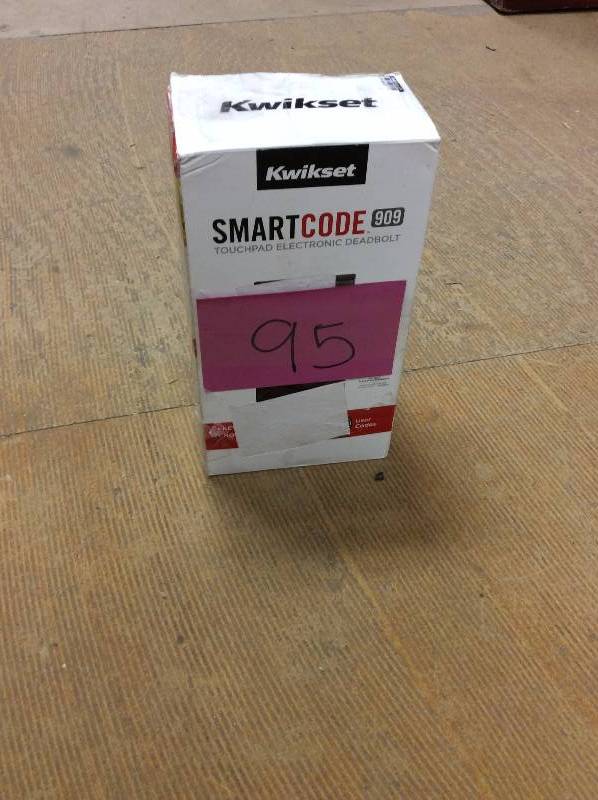 Kwikset
Kwikset
SMARTCODE 909
TOUCHPAD ELECTRONIC DEADBOLT
95
User
Codes